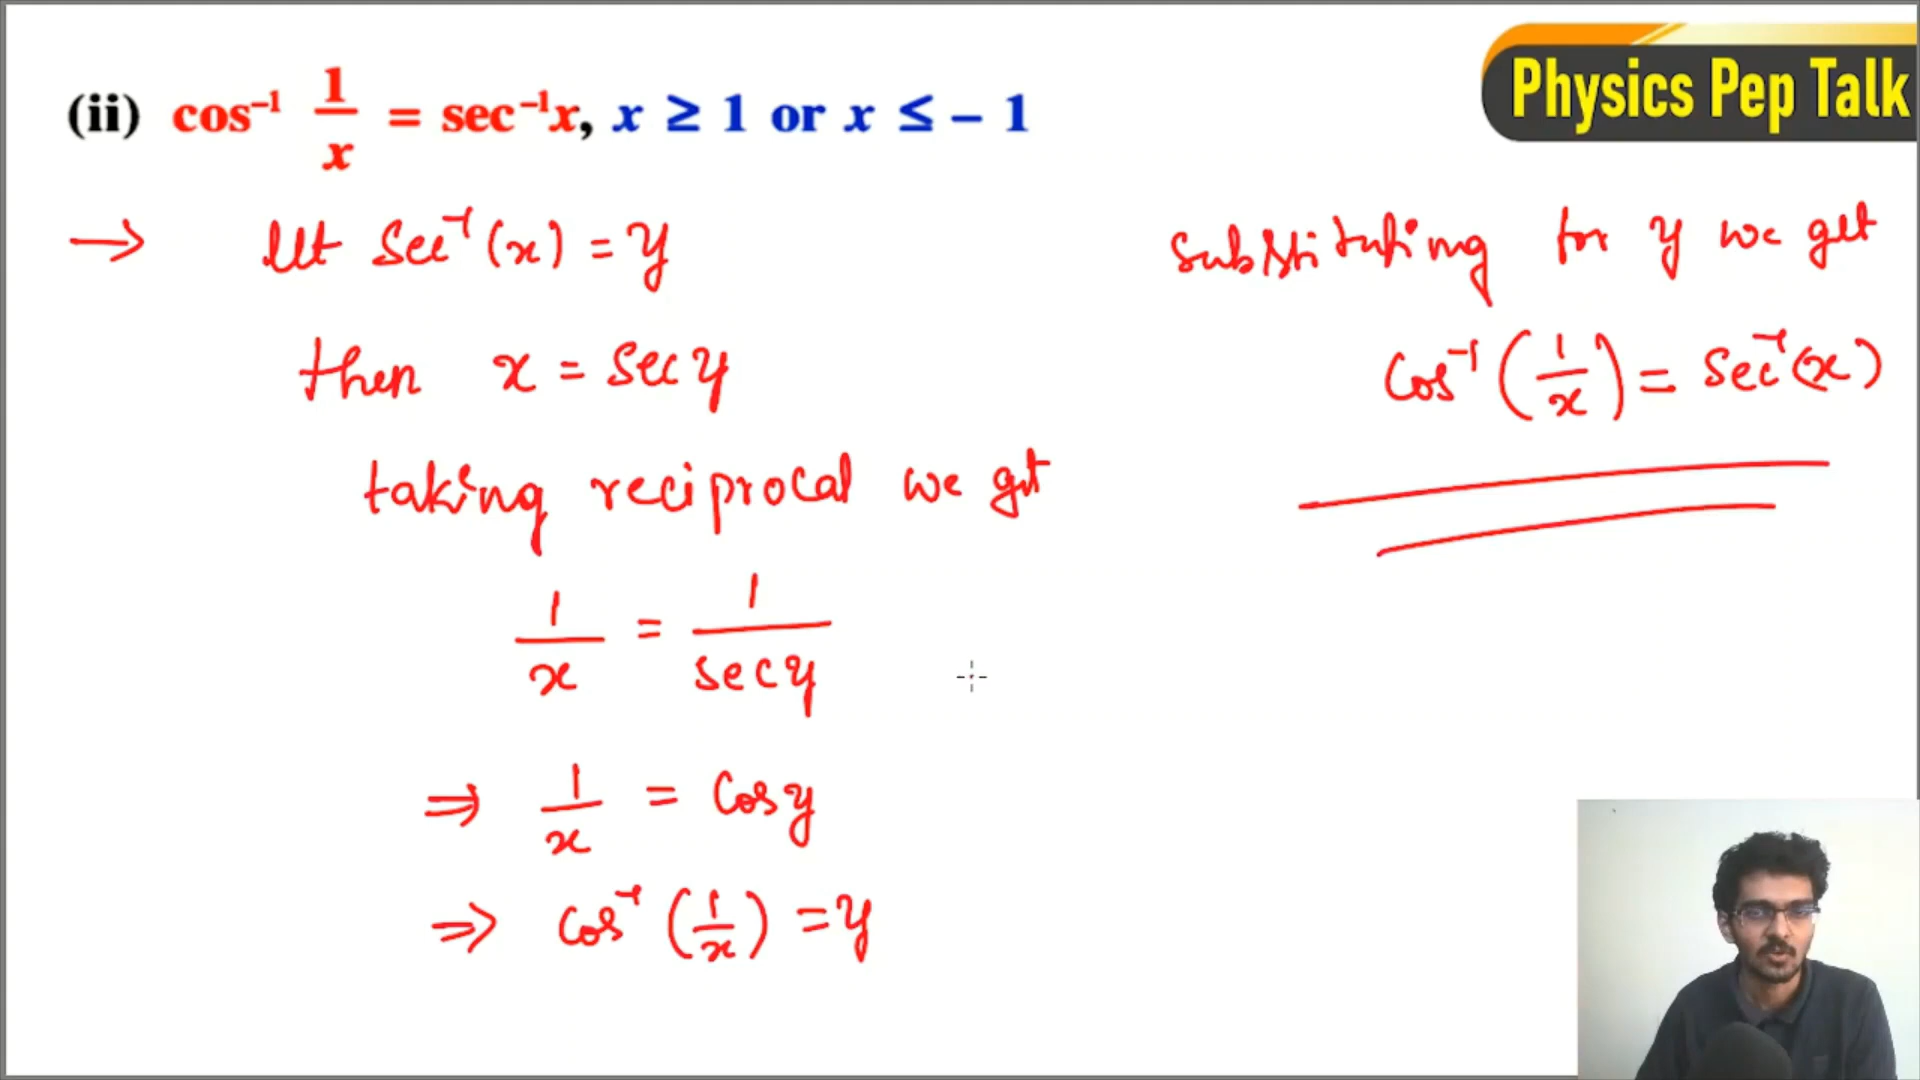 (ii) cos⁻¹ 1/x = sec⁻¹x, x ≥ 1 or x ≤ – 1
Physics Pep Talk
→ let Sec⁻¹(x) = y
then x = Sec y
taking reciprocal we get
1/x = 1/sec y
⇒ 1/x = Cos y
⇒ Cos⁻¹(1/x) = y
Substituting for y we get
Cos⁻¹(1/x) = Sec⁻¹(x)